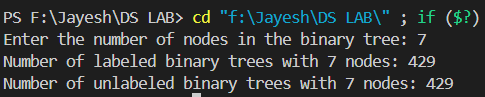 PS F:\Jayesh\DS LAB> cd "f:\Jayesh\DS LAB\" ; if ($?)
Enter the number of nodes in the binary tree: 7
Number of labeled binary trees with 7 nodes: 429
Number of unlabeled binary trees with 7 nodes: 429